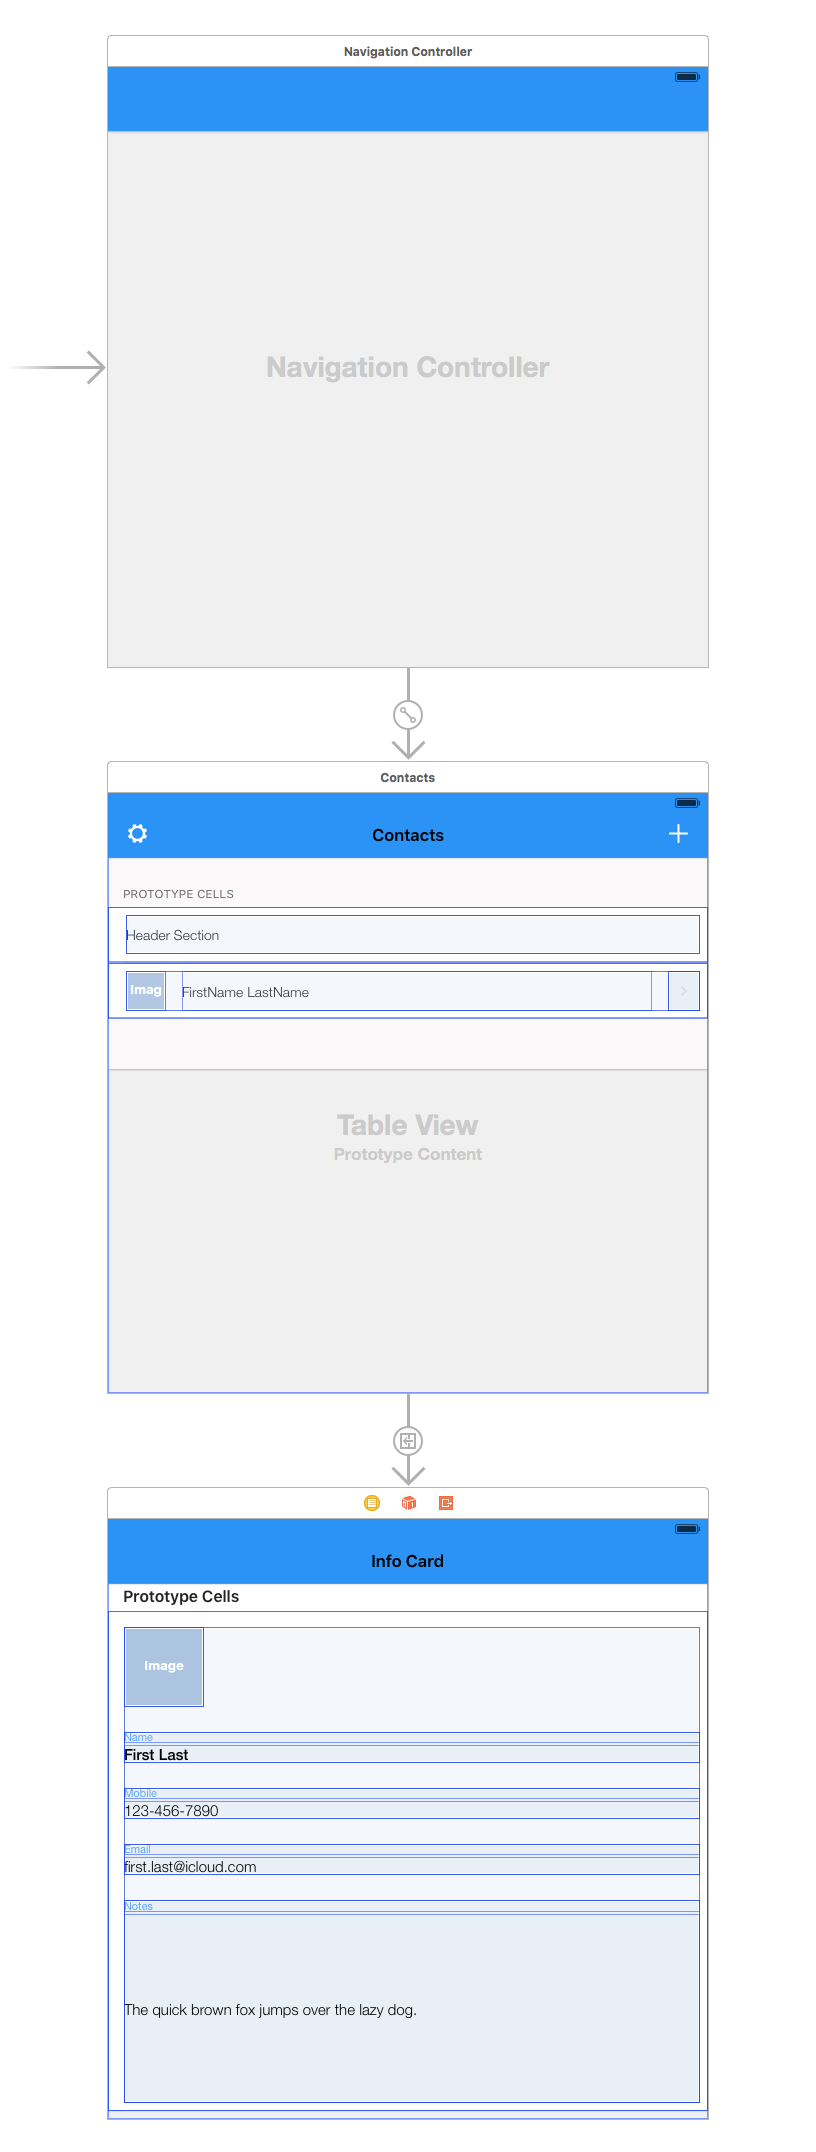 Navigation Controller
Navigation Controller
Contacts
Contacts
PROTOTYPE CELLS
Header Section
Imag
FirstName LastName
Table View
Prototype Content
Info Card
Prototype Cells
Image
Name
First Last
Mobile
123-456-7890
Email
first.last@icloud.com
Notes
The quick brown fox jumps over the lazy dog.